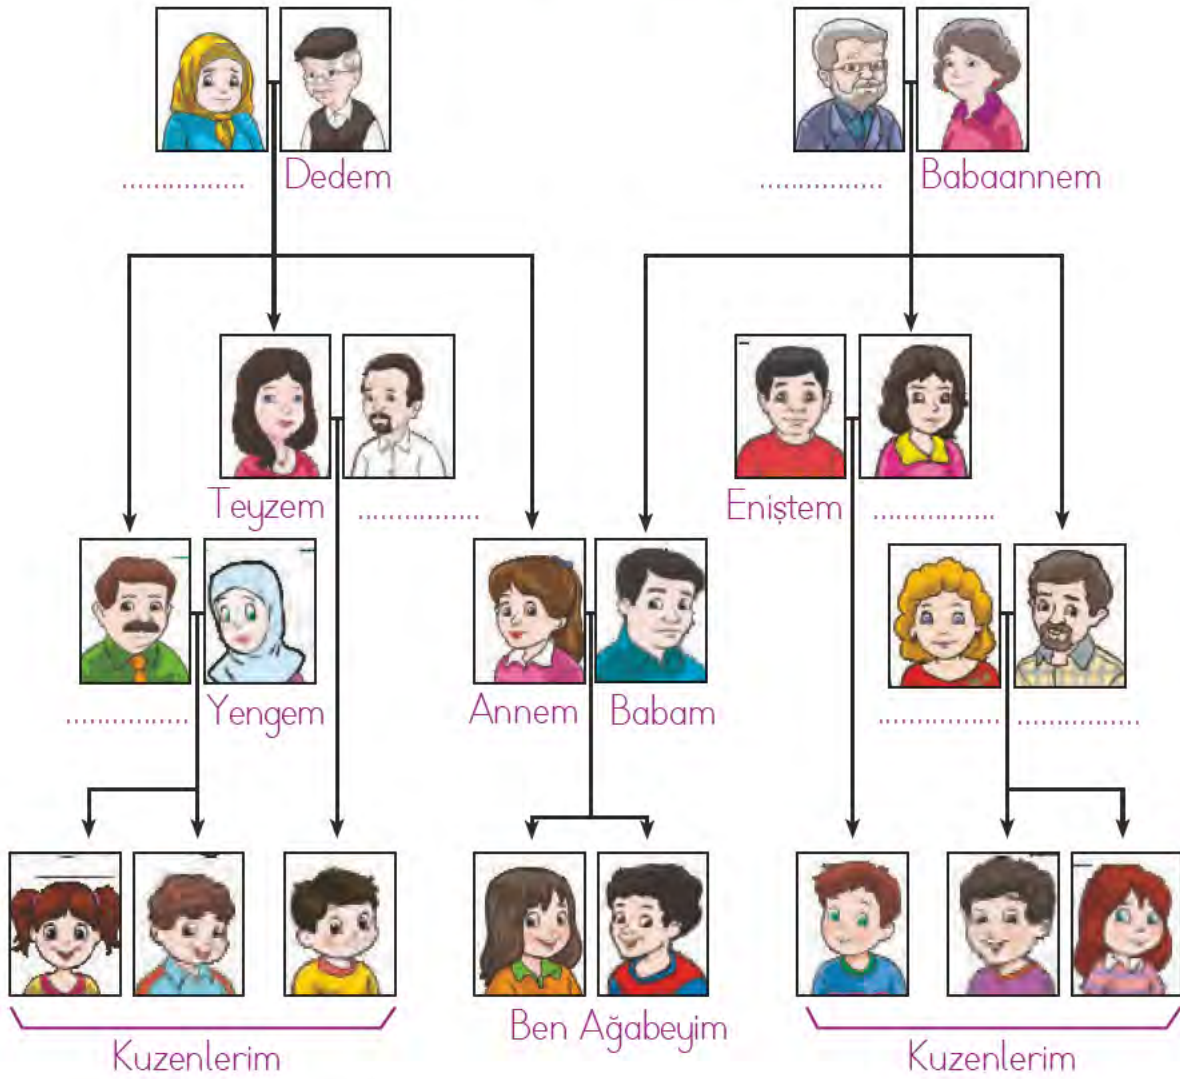 Dedem
Babaannem
Teyzem
Eniştem
Yengem
Annem Babam
Ben Ağabeyim
Kuzenlerim
Kuzenlerim